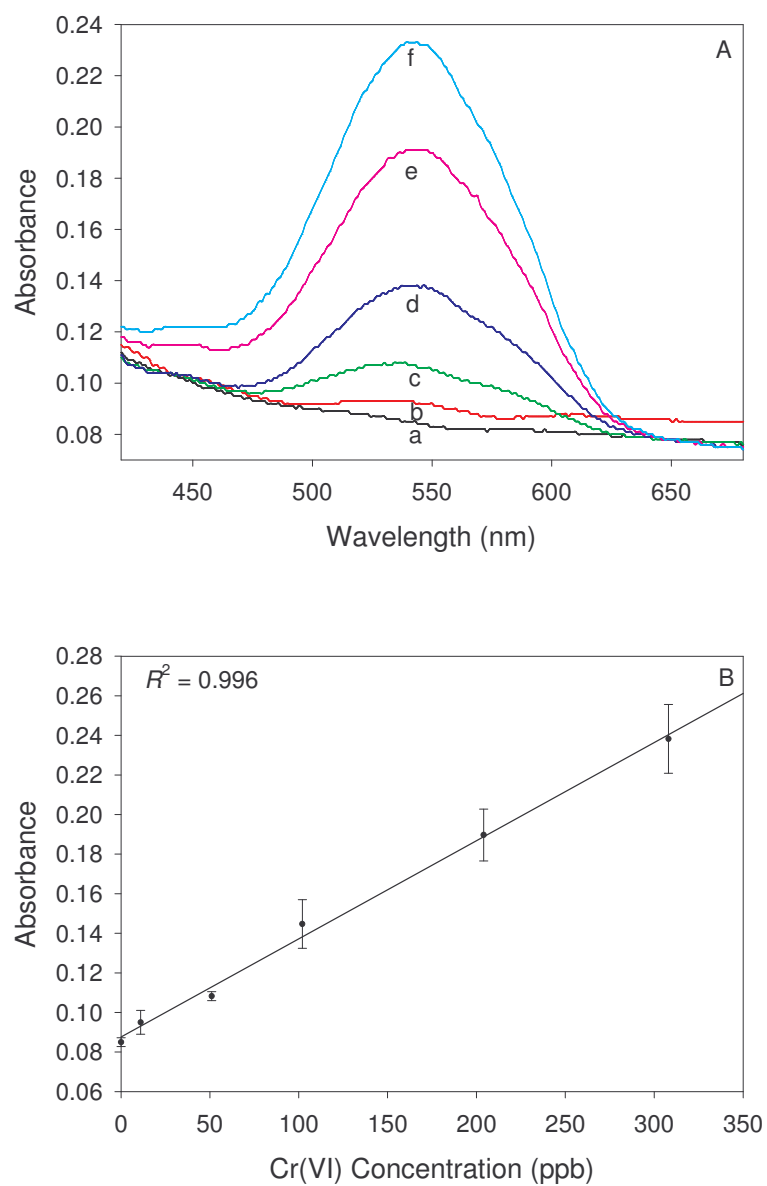 A
0.24
0.22
0.20
0.18
0.16
0.14
0.12
0.10
0.08
Absorbance
f
e
d
c
b
a
450 500 550 600 650
Wavelength (nm)
B
R² = 0.996
0.28
0.26
0.24
0.22
0.20
0.18
0.16
0.14
0.12
0.10
0.08
0.06
Absorbance
0 50 100 150 200 250 300 350
Cr(VI) Concentration (ppb)